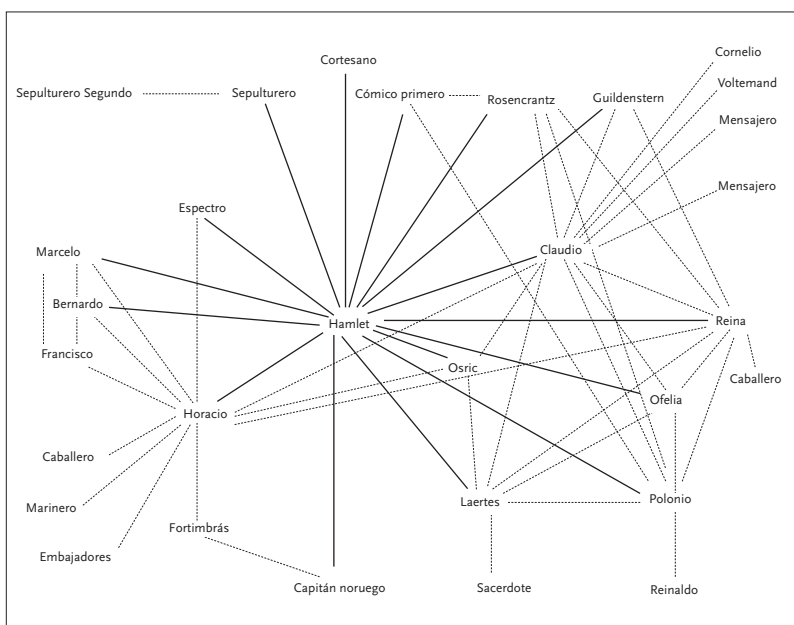 Cortesano
Cornelio
Voltemand
Sepulturero Segundo
Sepulturero
Cómico primero
Rosencrantz
Guildenstern
Mensajero
Mensajero
Espectro
Marcelo
Claudio
Bernardo
Hamlet
Reina
Francisco
Osric
Caballero
Ofelia
Horacio
Caballero
Laertes
Polonio
Marinero
Fortimbrás
Embajadores
Capitán noruego
Sacerdote
Reinaldo